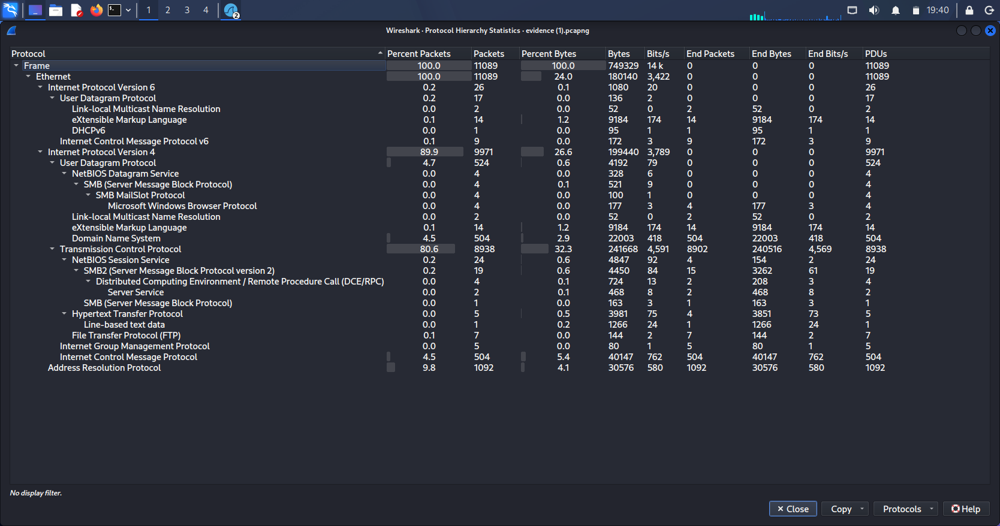 1 2 3 4 2 19:40
Wireshark · Protocol Hierarchy Statistics · evidence (1).pcapng
Protocol Percent Packets Packets Percent Bytes Bytes Bits/s End Packets End Bytes End Bits/s PDUs
Frame 100.0 11089 100.0 749329 14 k 0 0 0 11089
Ethernet 100.0 11089 24.0 180140 3,422 0 0 0 11089
Internet Protocol Version 6 0.2 26 0.1 1080 20 0 0 0 26
User Datagram Protocol 0.2 17 0.0 136 2 0 0 0 17
Link-local Multicast Name Resolution 0.0 2 0.0 52 0 2 52 0 2
eXtensible Markup Language 0.1 14 1.2 9184 174 14 9184 174 14
DHCPv6 0.0 1 0.0 95 1 1 95 1 1
Internet Control Message Protocol v6 0.1 9 0.0 172 3 9 172 3 9
Internet Protocol Version 4 89.9 9971 26.6 199440 3,789 0 0 0 9971
User Datagram Protocol 4.7 524 0.6 4192 79 0 0 0 524
NetBIOS Datagram Service 0.0 4 0.0 328 6 0 0 0 4
SMB (Server Message Block Protocol) 0.0 4 0.1 521 9 0 0 0 4
SMB MailSlot Protocol 0.0 4 0.0 100 1 0 0 0 4
Microsoft Windows Browser Protocol 0.0 4 0.0 177 3 4 177 3 4
Link-local Multicast Name Resolution 0.0 2 0.0 52 0 2 52 0 2
eXtensible Markup Language 0.1 14 1.2 9184 174 14 9184 174 14
Domain Name System 4.5 504 2.9 22003 418 504 22003 418 504
Transmission Control Protocol 80.6 8938 32.3 241668 4,591 8902 240516 4,569 8938
NetBIOS Session Service 0.2 24 0.6 4847 92 4 154 2 24
SMB2 (Server Message Block Protocol version 2) 0.2 19 0.6 4450 84 15 3262 61 19
Distributed Computing Environment / Remote Procedure Call (DCE/RPC) 0.0 4 0.1 724 13 2 208 3 4
Server Service 0.0 2 0.1 468 8 2 468 8 2
SMB (Server Message Block Protocol) 0.0 1 0.0 163 3 1 163 3 1
Hypertext Transfer Protocol 0.0 5 0.5 3981 75 4 3851 73 5
Line-based text data 0.0 1 0.2 1266 24 1 1266 24 1
File Transfer Protocol (FTP) 0.1 7 0.0 144 2 7 144 2 7
Internet Group Management Protocol 0.0 5 0.0 80 1 5 80 1 5
Internet Control Message Protocol 4.5 504 5.4 40147 762 504 40147 762 504
Address Resolution Protocol 9.8 1092 4.1 30576 580 1092 30576 580 1092
No display filter.
Close Copy Protocols Help